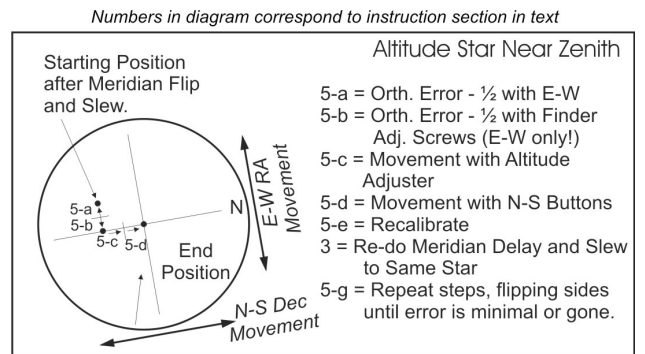 Numbers in diagram correspond to instruction section in text
Altitude Star Near Zenith
Starting Position
after Meridian Flip
and Slew.
5-a
5-b
5-c
5-d
N
End
Position
E-W RA
Movement
N-S Dec
Movement
5-a = Orth. Error - ½ with E-W
5-b = Orth. Error - ½ with Finder
Adj. Screws (E-W only!)
5-c = Movement with Altitude
Adjuster
5-d = Movement with N-S Buttons
5-e = Recalibrate
3 = Re-do Meridian Delay and Slew
to Same Star
5-g = Repeat steps, flipping sides
until error is minimal or gone.